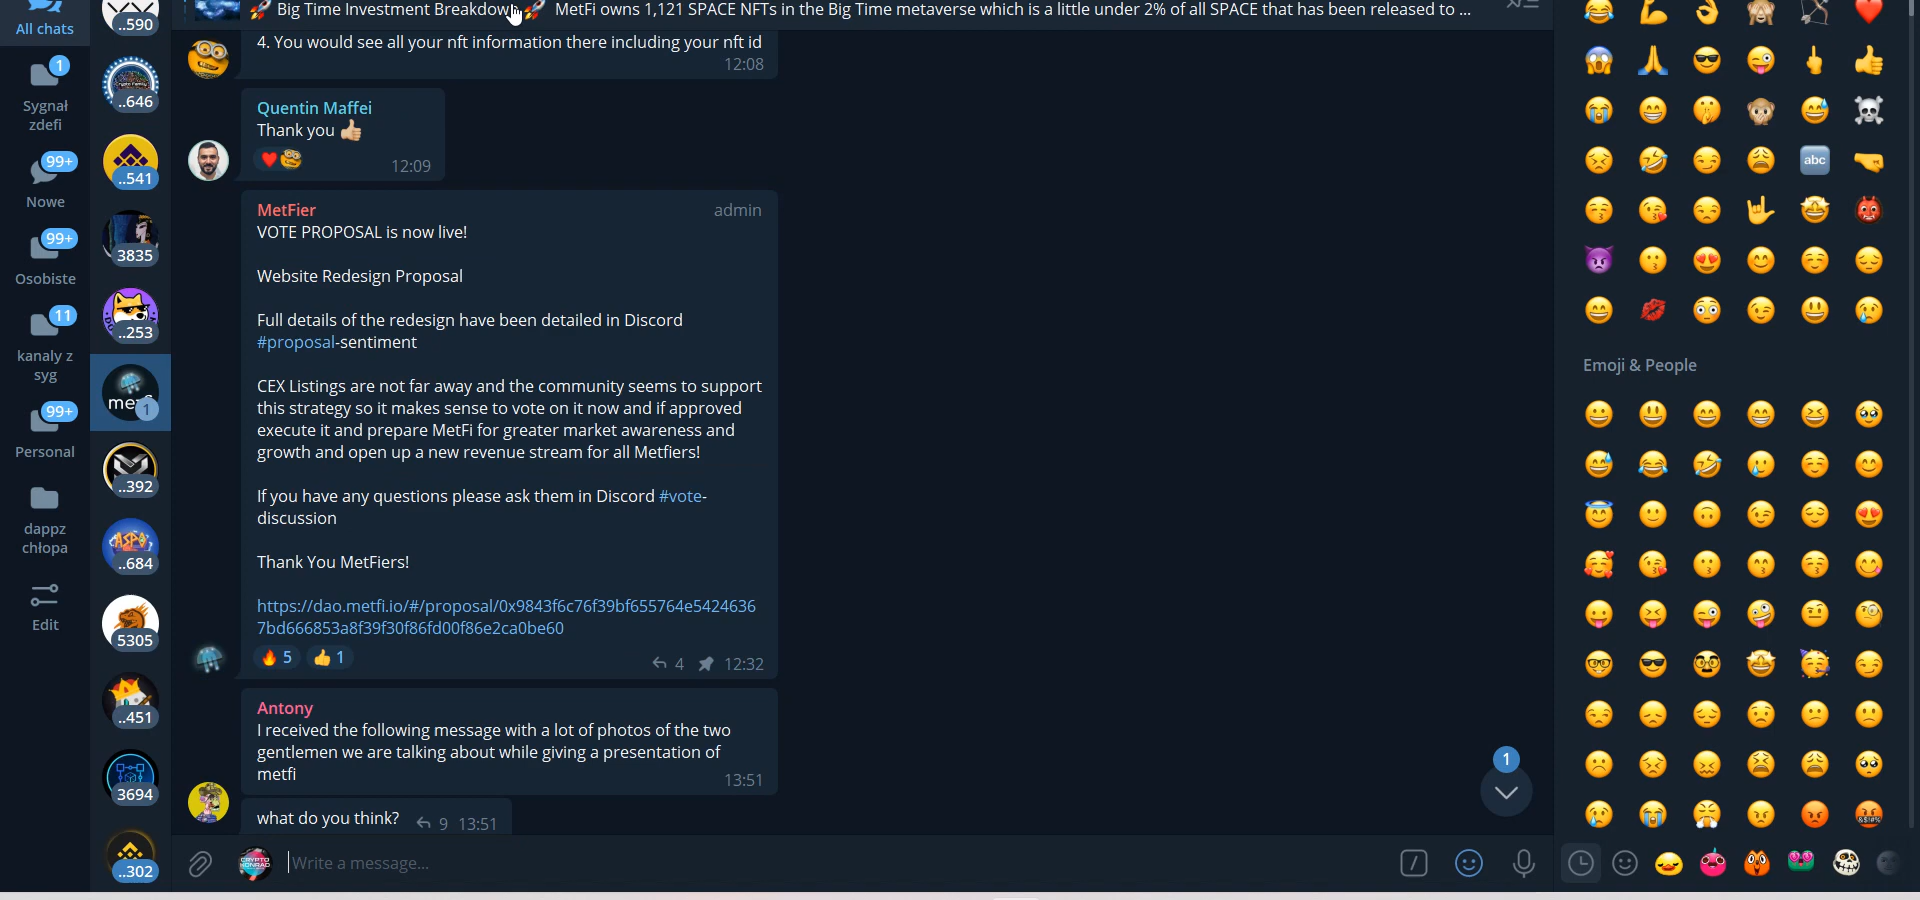 All chats
1
Sygnał
zdefi
99+
Nowe
99+
Osobiste
11
kanaly z
syg
99+
Personal
dappz
chłopa
Edit
..590
..646
..541
3835
..253
1
..392
..684
5305
..451
3694
..302
🚀 Big Time Investment Breakdown 🚀 MetFi owns 1,121 SPACE NFTs in the Big Time metaverse which is a little under 2% of all SPACE that has been released to ...
4. You would see all your nft information there including your nft id
12:08
Quentin Maffei
Thank you 👍🏼
12:09
MetFier admin
VOTE PROPOSAL is now live!
Website Redesign Proposal
Full details of the redesign have been detailed in Discord
#proposal-sentiment
CEX Listings are not far away and the community seems to support
this strategy so it makes sense to vote on it now and if approved
execute it and prepare MetFi for greater market awareness and
growth and open up a new revenue stream for all Metfiers!
If you have any questions please ask them in Discord #vote-
discussion
Thank You MetFiers!
https://dao.metfi.io/#/proposal/0x9843f6c76f39bf655764e5424636
7bd666853a8f39f30f86fd00f86e2ca0be60
🔥 5 👍 1 4 12:32
Antony
I received the following message with a lot of photos of the two
gentlemen we are talking about while giving a presentation of
metfi
13:51
what do you think? 9 13:51
1
CRYPTO
KONRAD
Write a message...
abc
Emoji & People